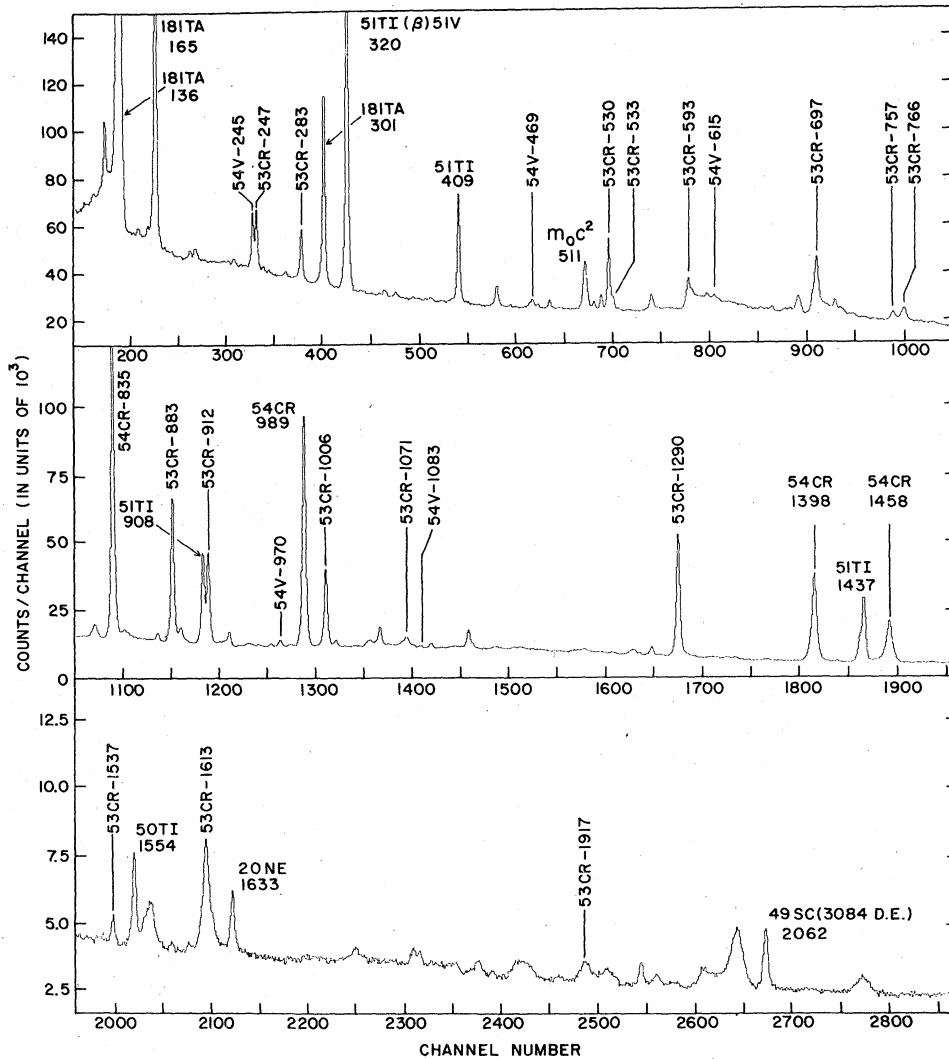 COUNTS/CHANNEL (IN UNITS OF 10³)
140
120
100
80
60
40
20
181TA
165
181TA
136
54V-245
53CR-247
53CR-283
181TA
301
51TI (β) 51V
320
51TI
409
54V-469
m₀c²
511
53CR-530
53CR-533
53CR-593
54V-615
53CR-697
53CR-757
53CR-766
200 300 400 500 600 700 800 900 1000
100
75
50
25
0
54CR-835
53CR-883
51TI
908
53CR-912
54V-970
54CR
989
53CR-1006
53CR-1071
54V-1083
53CR-1290
54CR
1398
51TI
1437
54CR
1458
1100 1200 1300 1400 1500 1600 1700 1800 1900
12.5
10.0
7.5
5.0
2.5
53CR-1537
50TI
1554
53CR-1613
20NE
1633
53CR-1917
49SC(3084 D.E.)
2062
2000 2100 2200 2300 2400 2500 2600 2700 2800
CHANNEL NUMBER